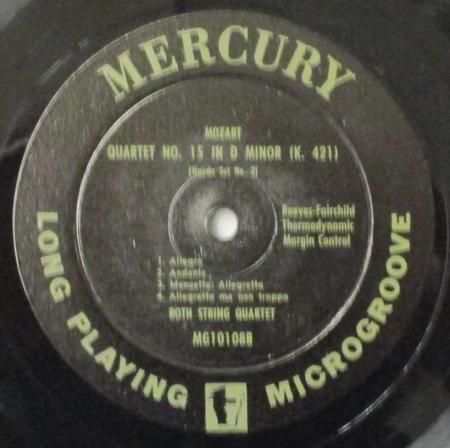 MERCURY
MOZART
QUARTET NO. 15 IN D MINOR (K. 421)
(Haydn Set No. 2)
Reeves-Fairchild
Thermodynamic
Margin Control
1. Allegro
2. Andante
3. Menuetto: Allegretto
4. Allegretto ma non troppo
ROTH STRING QUARTET
MG10108B
LONG PLAYING MICROGROOVE